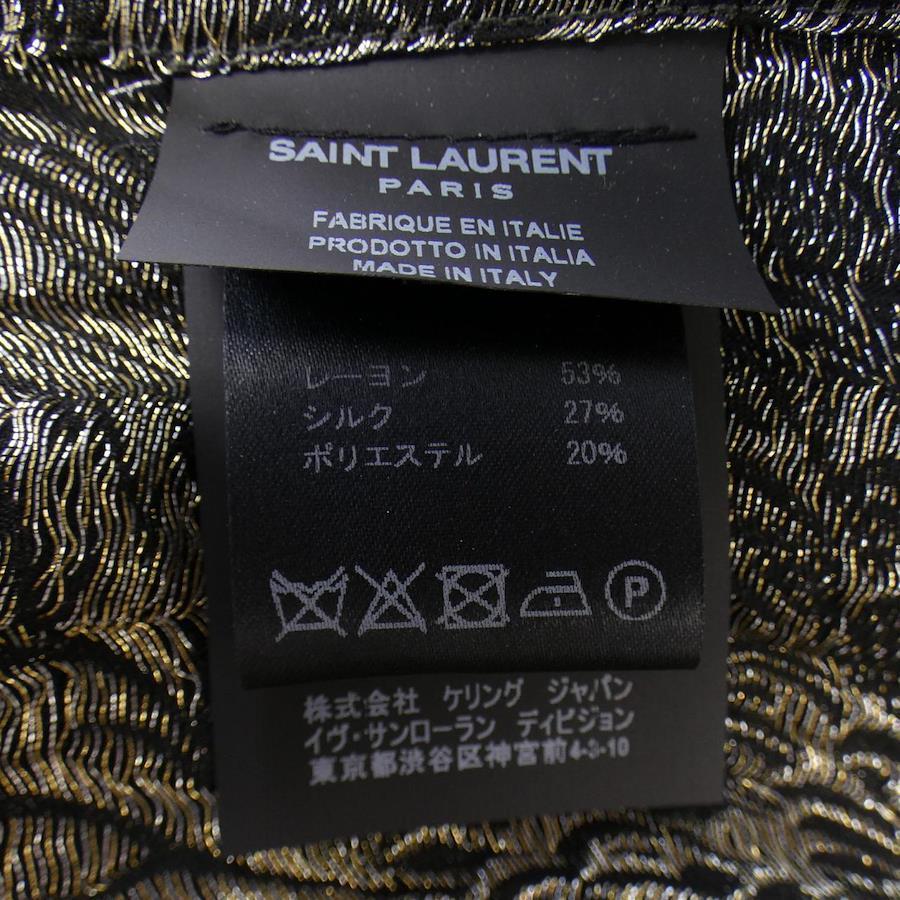 SAINT LAURENT
PARIS
FABRIQUE EN ITALIE
PRODOTTO IN ITALIA
MADE IN ITALY
レーヨン 53%
シルク 27%
ポリエステル 20%
P
株式会社 ケリング ジャパン
イヴ・サンローラン ディビジョン
東京都渋谷区神宮前4-3-10